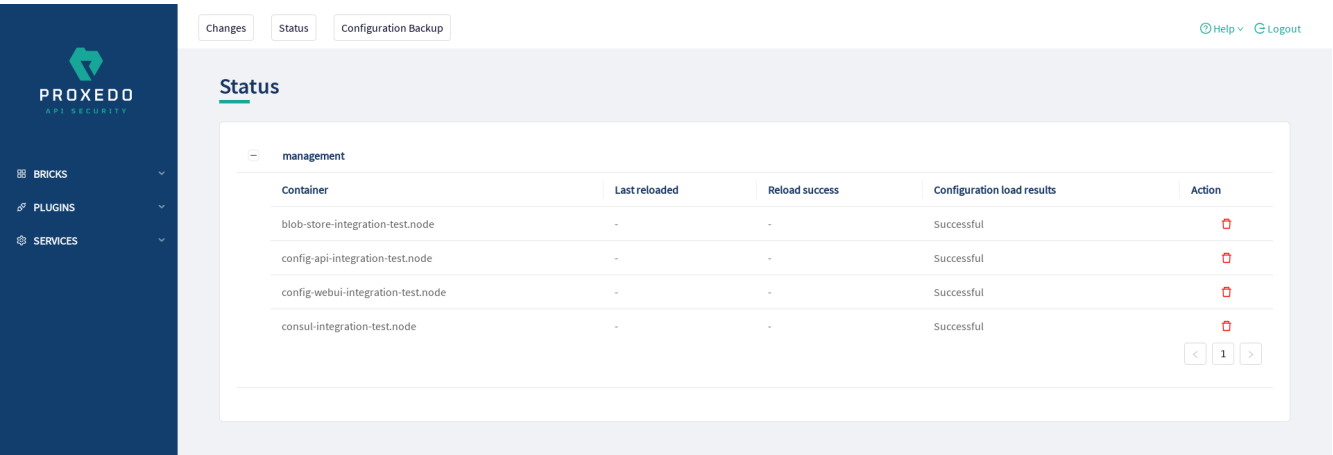 Changes Status Configuration Backup Help Logout
PROXEDO
API SECURITY
BRICKS
PLUGINS
SERVICES
Status
management
Container Last reloaded Reload success Configuration load results Action
blob-store-integration-test.node - - Successful
config-api-integration-test.node - - Successful
config-webui-integration-test.node - - Successful
consul-integration-test.node - - Successful
< 1 >